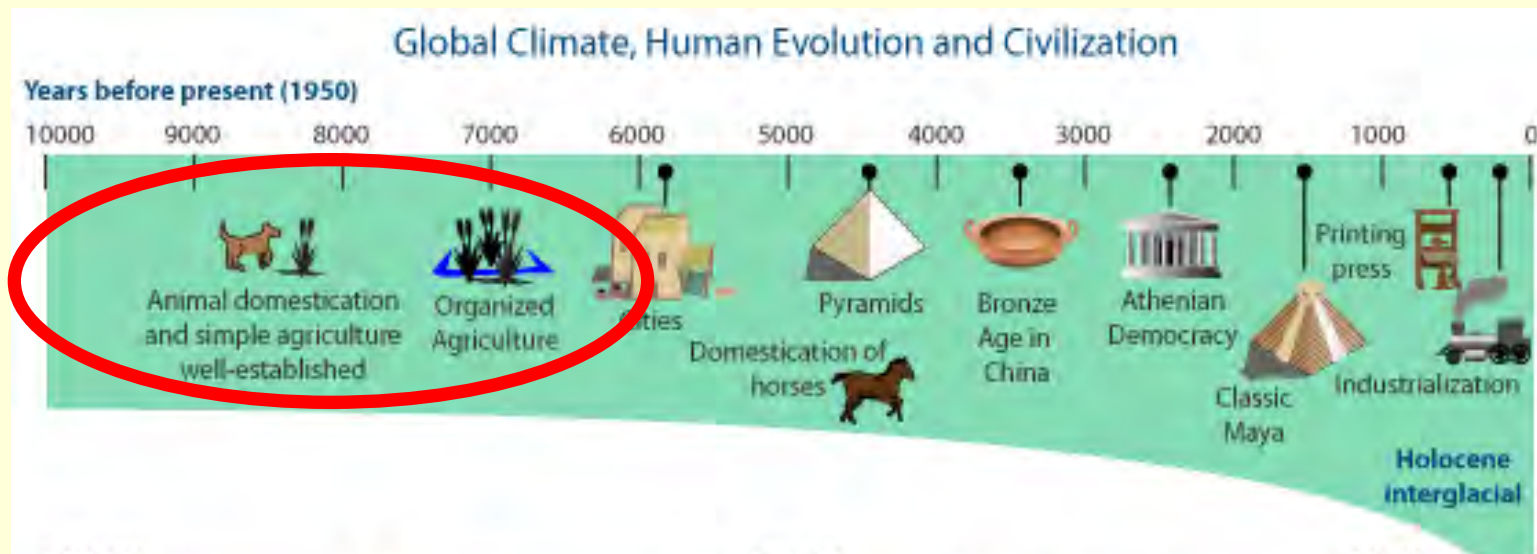 Global Climate, Human Evolution and Civilization
Years before present (1950)
10000 9000 8000 7000 6000 5000 4000 3000 2000 1000 0
Animal domestication
and simple agriculture
well-established
Organized
Agriculture
Cities
Domestication of
horses
Pyramids
Bronze
Age in
China
Athenian
Democracy
Classic
Maya
Printing
press
Industrialization
Holocene
interglacial